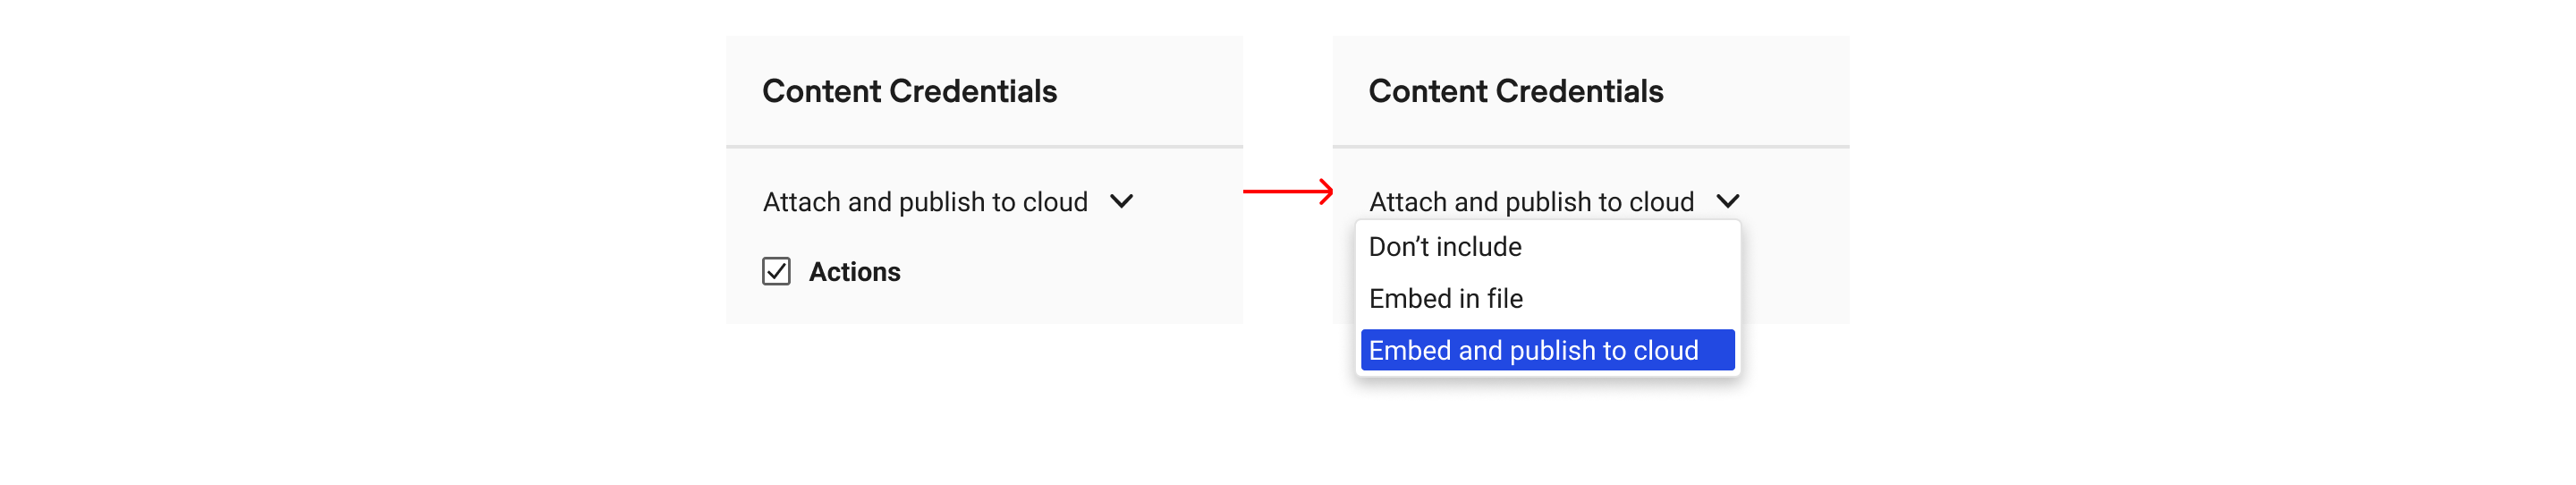 Content Credentials
Attach and publish to cloud
Actions
Content Credentials
Attach and publish to cloud
Don’t include
Embed in file
Embed and publish to cloud